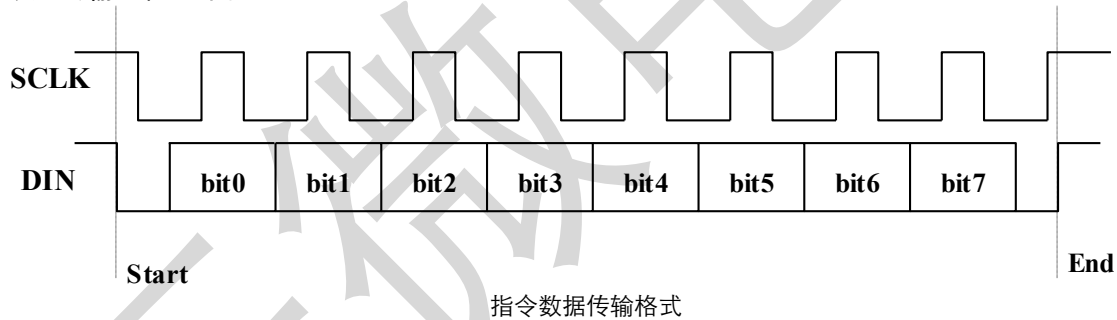 SCLK
DIN
bit0 bit1 bit2 bit3 bit4 bit5 bit6 bit7
Start
End
指令数据传输格式